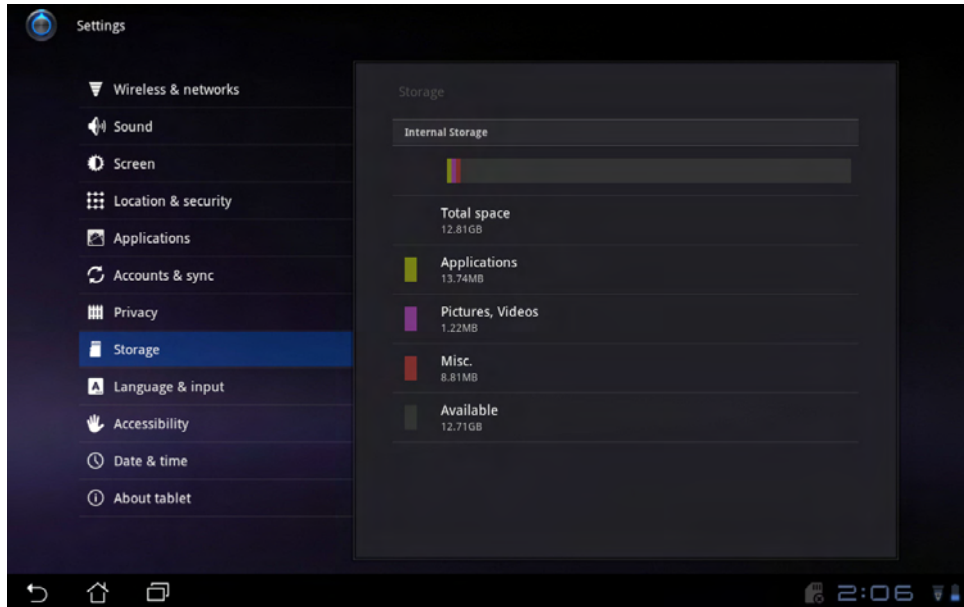 Settings
Wireless & networks
Sound
Screen
Location & security
Applications
Accounts & sync
Privacy
Storage
Language & input
Accessibility
Date & time
About tablet
Storage
Internal Storage
Total space
12.81GB
Applications
13.74MB
Pictures, Videos
1.22MB
Misc.
8.81MB
Available
12.71GB
2:06